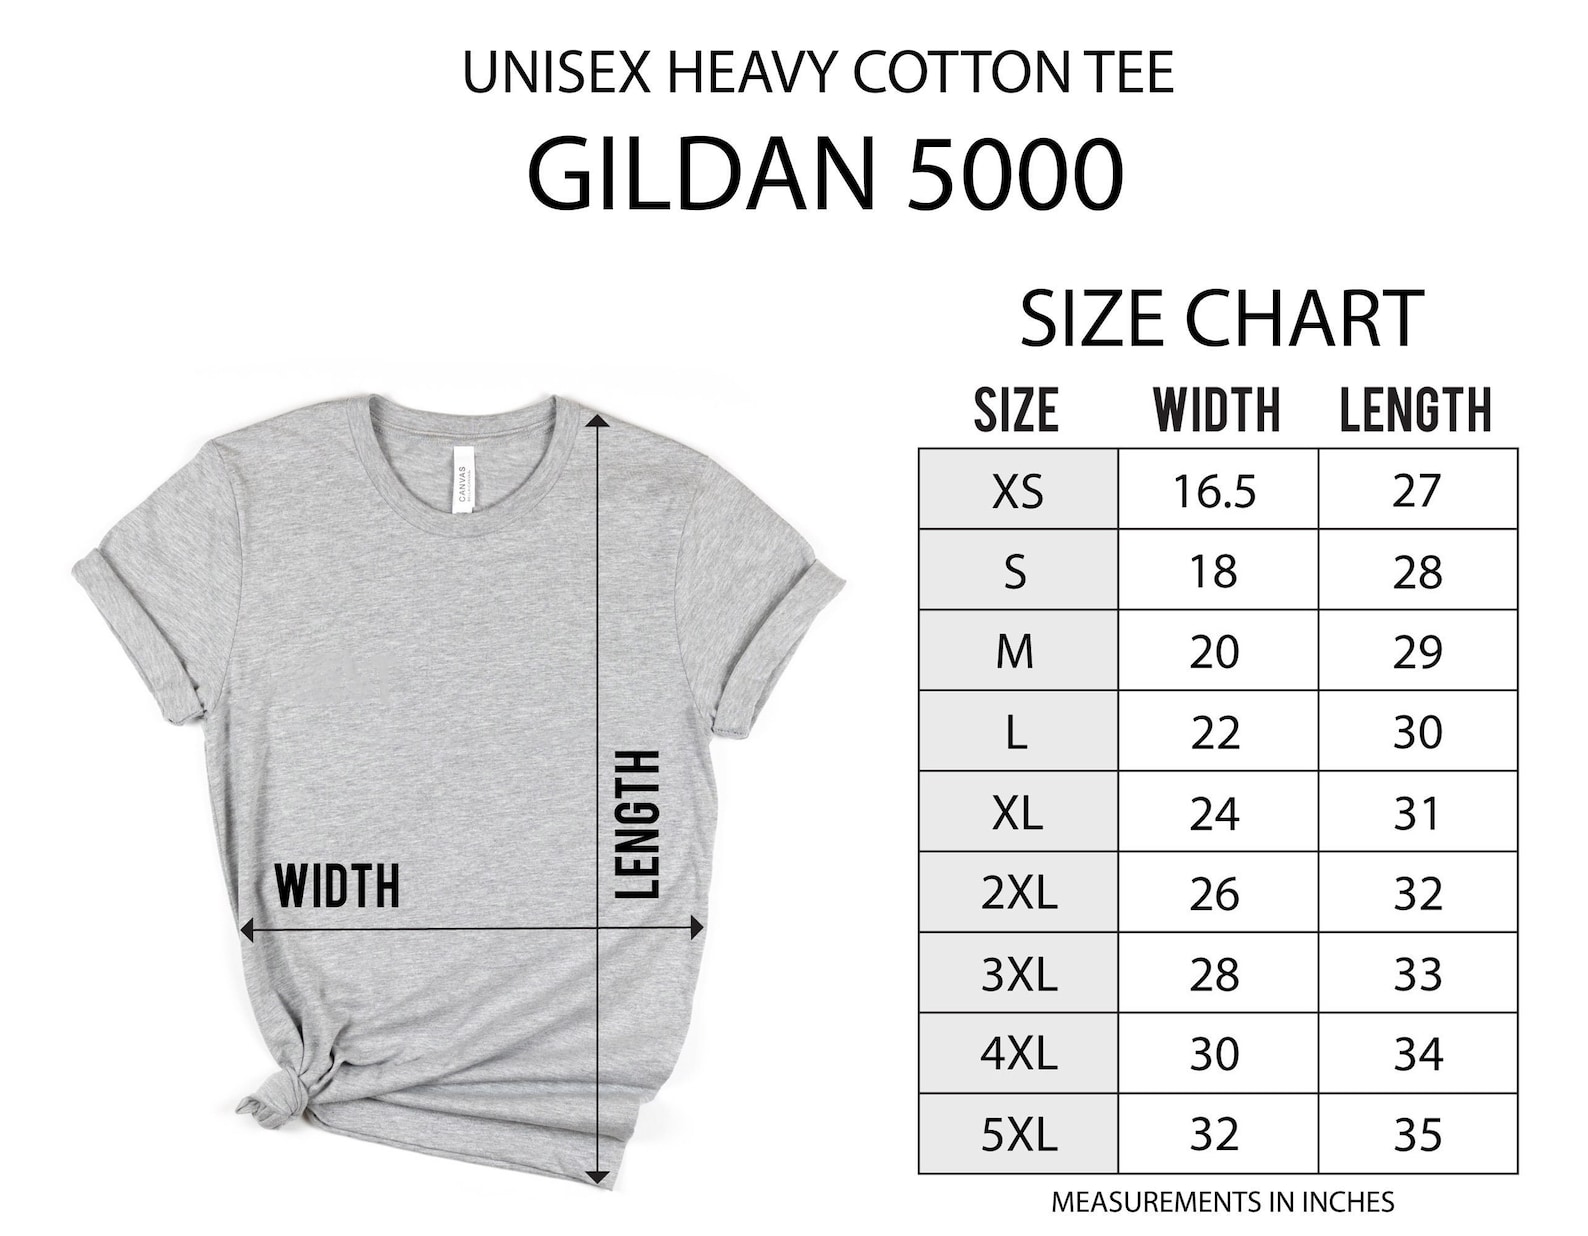 UNISEX HEAVY COTTON TEE
GILDAN 5000
SIZE CHART
SIZE WIDTH LENGTH
XS 16.5 27
S 18 28
M 20 29
L 22 30
XL 24 31
2XL 26 32
3XL 28 33
4XL 30 34
5XL 32 35
MEASUREMENTS IN INCHES
CANVAS
LENGTH
WIDTH